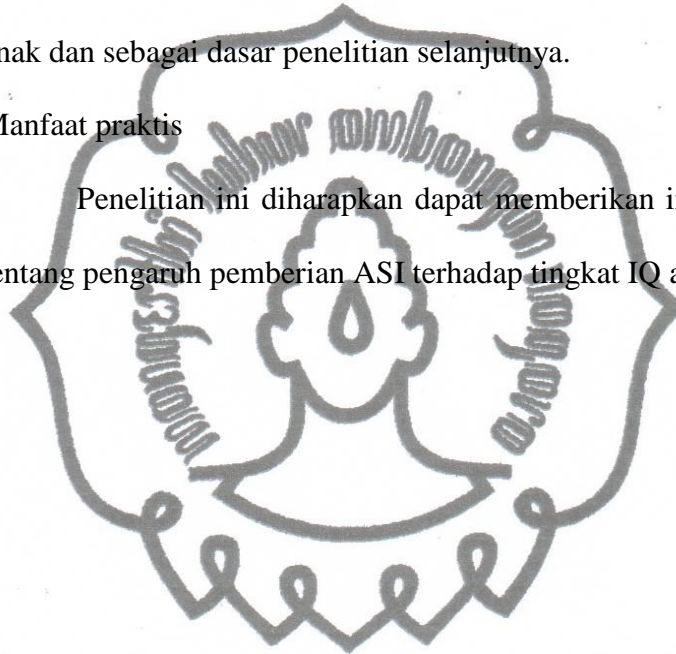 nak dan sebagai dasar penelitian selanjutnya.
Manfaat praktis
Penelitian ini diharapkan dapat memberikan
entang pengaruh pemberian ASI terhadap tingkat IQ a